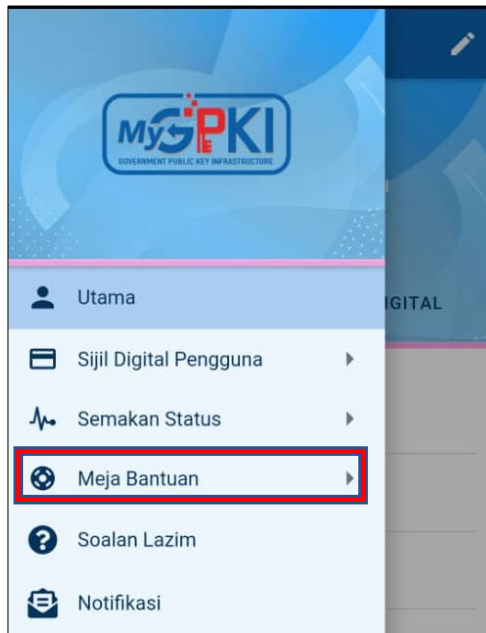 MyGPKI
GOVERNMENT PUBLIC KEY INFRASTRUCTURE
Utama
IGITAL
Sijil Digital Pengguna
Semakan Status
Meja Bantuan
Soalan Lazim
Notifikasi